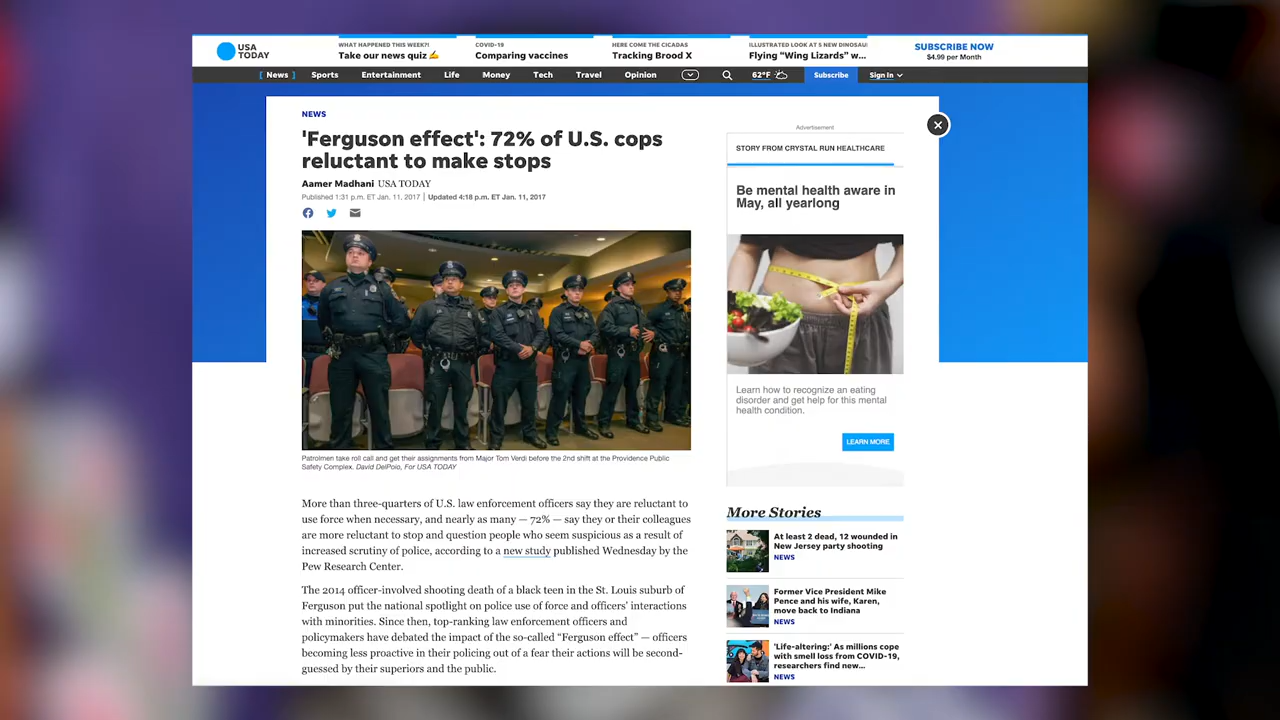 USA
TODAY
WHAT HAPPENED THIS WEEK?!
Take our news quiz ✍️
COVID-19
Comparing vaccines
HERE COME THE CICADAS
Tracking Brood X
ILLUSTRATED LOOK AT 5 NEW DINOSAU
Flying "Wing Lizards" w...
SUBSCRIBE NOW
$4.99 per Month
[ News ]
Sports
Entertainment
Life
Money
Tech
Travel
Opinion
62°F
Subscribe
Sign In
NEWS
'Ferguson effect': 72% of U.S. cops
reluctant to make stops
Aamer Madhani USA TODAY
Published 1:31 p.m. ET Jan. 11, 2017 | Updated 4:18 p.m. ET Jan. 11, 2017
Patrolmen take roll call and get their assignments from Major Tom Verdi before the 2nd shift at the Providence Public
Safety Complex. David DelPoio, For USA TODAY
More than three-quarters of U.S. law enforcement officers say they are reluctant to
use force when necessary, and nearly as many — 72% — say they or their colleagues
are more reluctant to stop and question people who seem suspicious as a result of
increased scrutiny of police, according to a new study published Wednesday by the
Pew Research Center.
The 2014 officer-involved shooting death of a black teen in the St. Louis suburb of
Ferguson put the national spotlight on police use of force and officers' interactions
with minorities. Since then, top-ranking law enforcement officers and
policymakers have debated the impact of the so-called "Ferguson effect" — officers
becoming less proactive in their policing out of a fear their actions will be second-
guessed by their superiors and the public.
Advertisement
STORY FROM CRYSTAL RUN HEALTHCARE
Be mental health aware in
May, all yearlong
Learn how to recognize an eating
disorder and get help for this mental
health condition.
LEARN MORE
More Stories
At least 2 dead, 12 wounded in
New Jersey party shooting
NEWS
Former Vice President Mike
Pence and his wife, Karen,
move back to Indiana
NEWS
'Life-altering:' As millions cope
with smell loss from COVID-19,
researchers find new...
NEWS